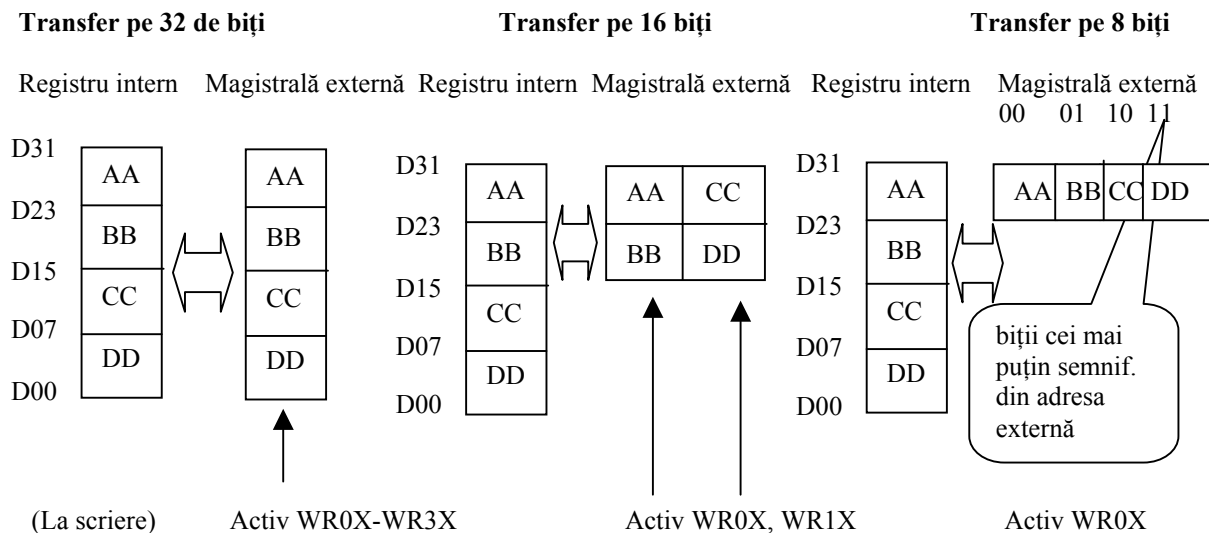 Transfer pe 32 de biți
Transfer pe 16 biți
Transfer pe 8 biți
Registru intern
Magistrală externă
Registru intern
Magistrală externă
Registru intern
Magistrală externă
00 01 10 11
D31
AA
D23
BB
D15
CC
D07
DD
D00
AA
BB
CC
DD
D31
AA
D23
BB
D15
CC
D07
DD
D00
AA CC
BB DD
D31
AA
D23
BB
D15
CC
D07
DD
D00
AA BB CC DD
biții cei mai
puțin semnif.
din adresa
externă
(La scriere)
Activ WR0X-WR3X
Activ WR0X, WR1X
Activ WR0X